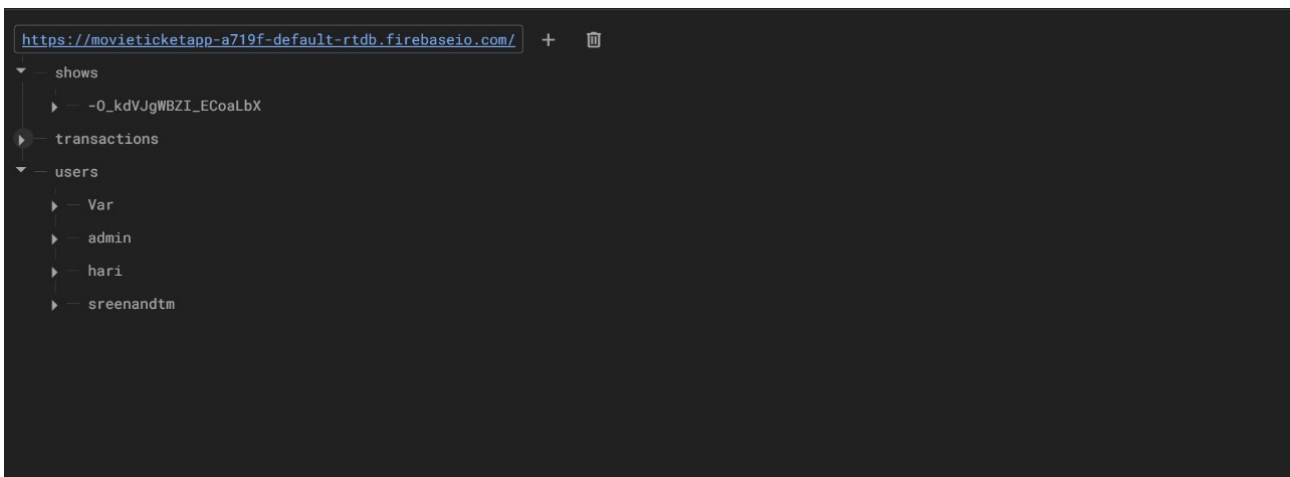 https://movieticketapp-a719f-default-rtdb.firebaseio.com/
shows
-O_kdVJgWBZI_ECoaLbX
transactions
users
Var
admin
hari
sreenandtm